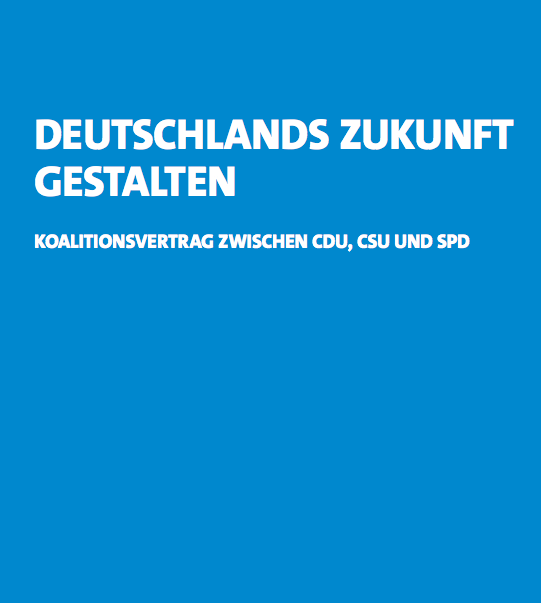 DEUTSCHLANDS ZUKUNFT
GESTALTEN
KOALITIONSVERTRAG ZWISCHEN CDU, CSU UND SPD